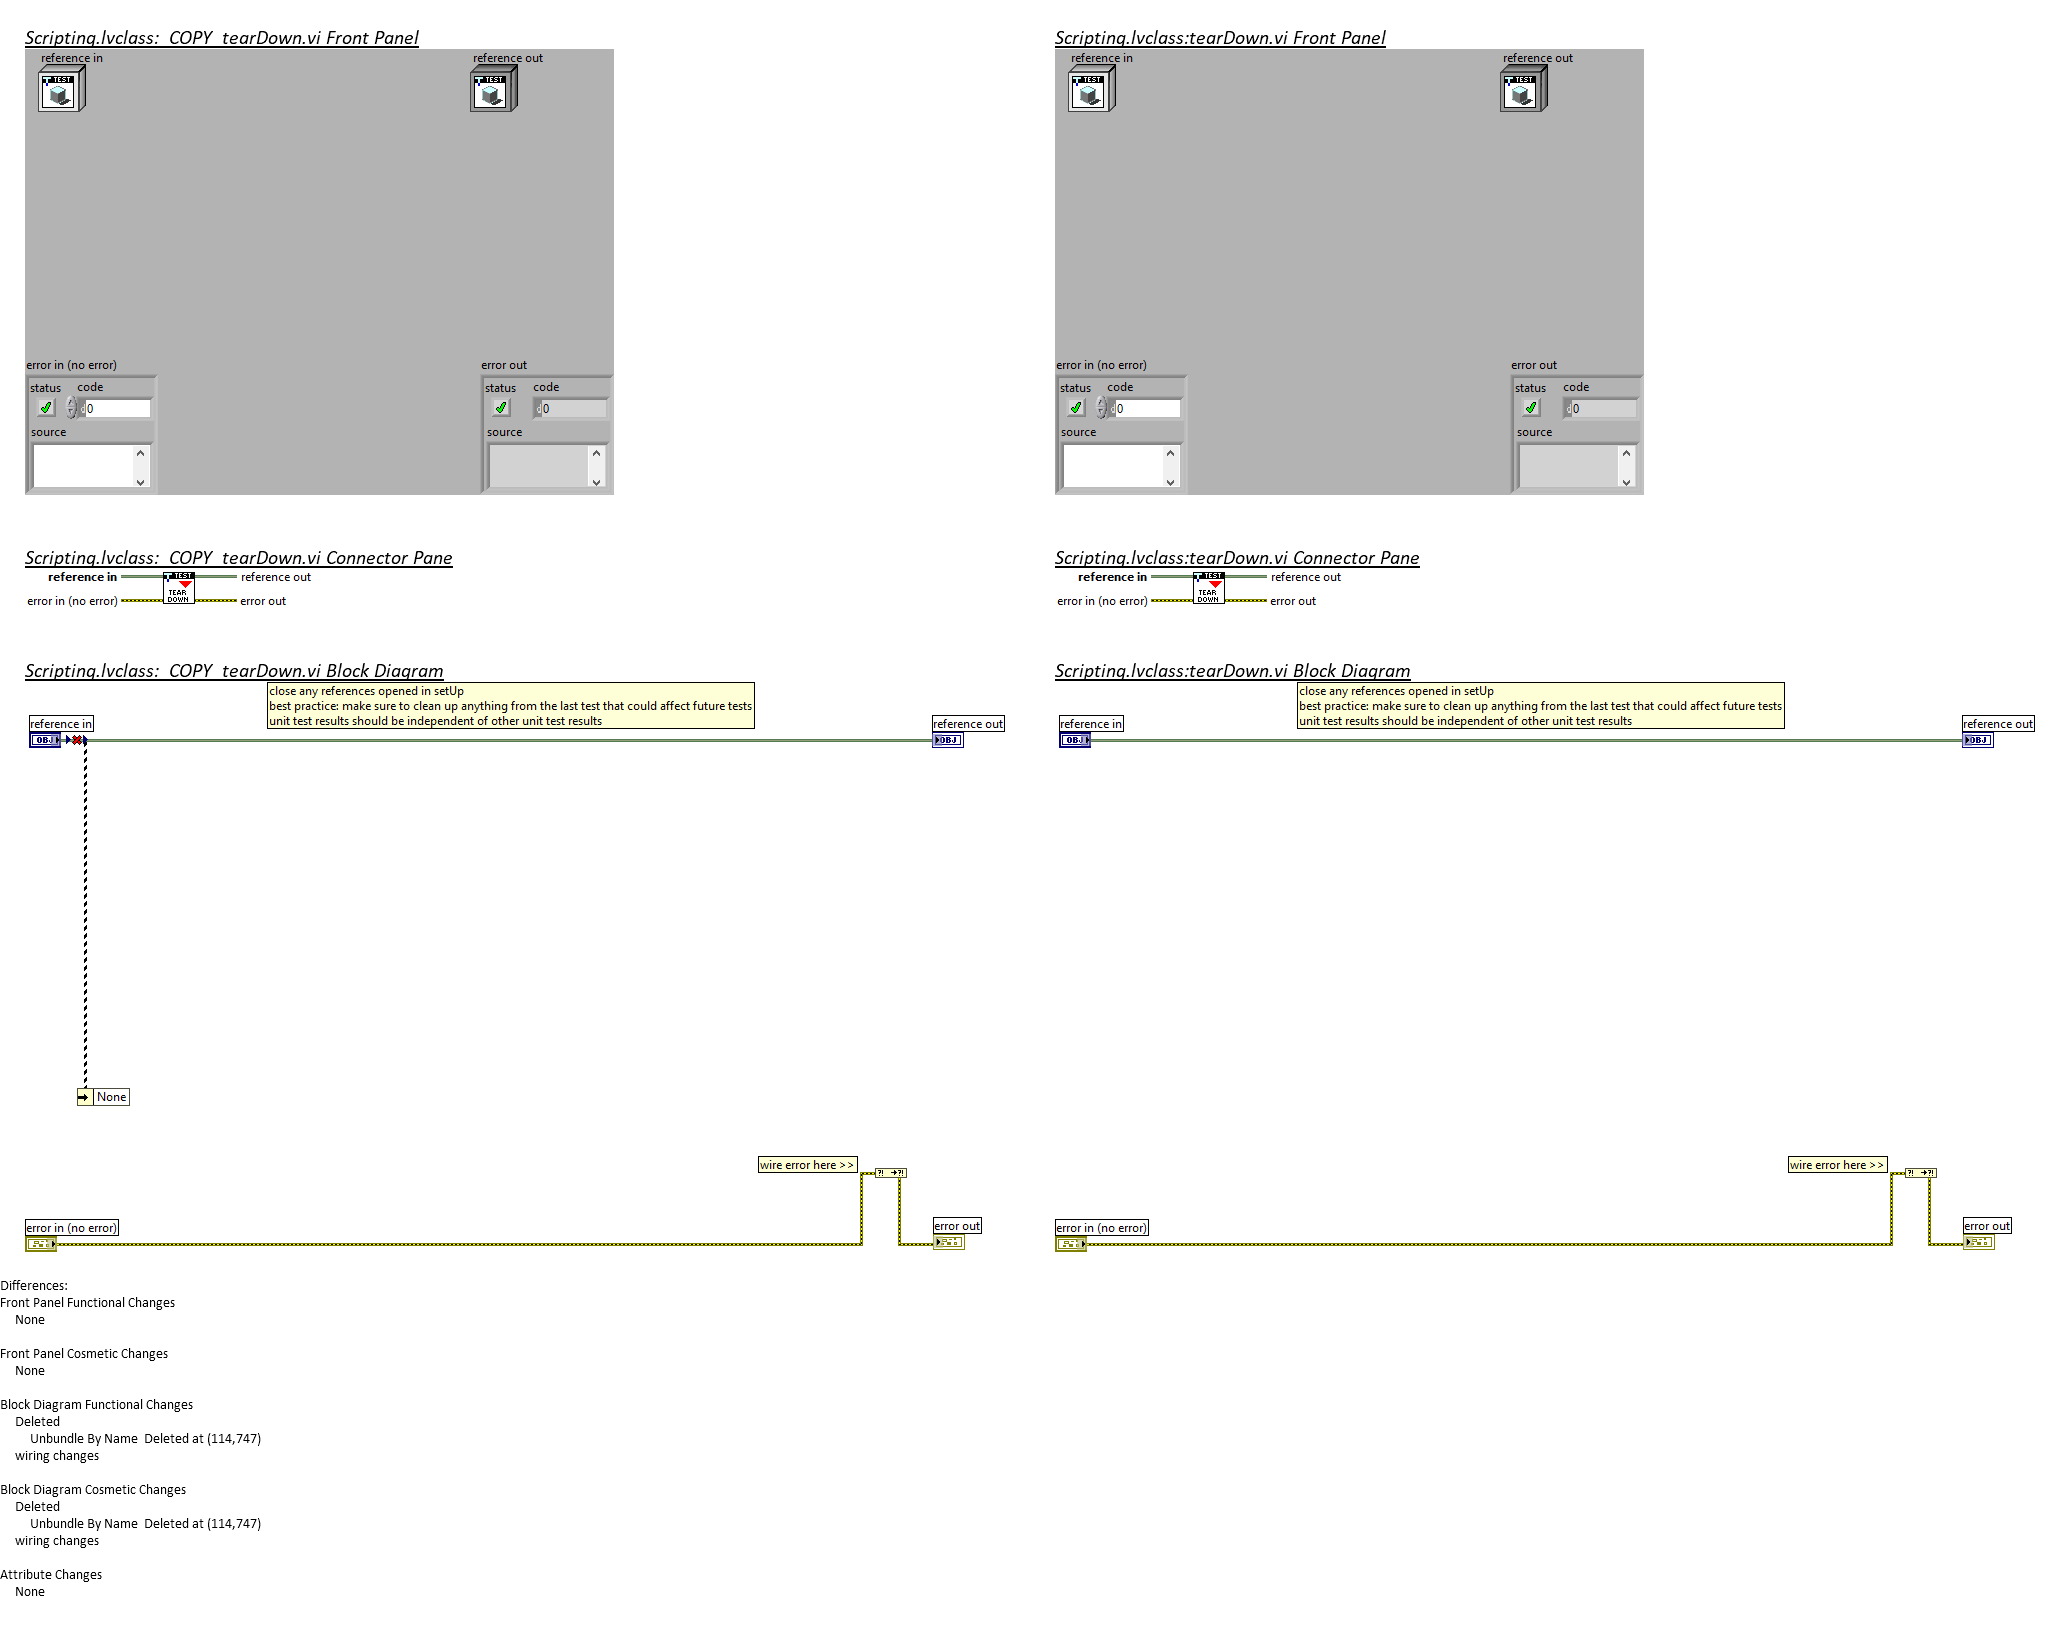 Scripting.lvclass:  COPY  tearDown.vi Front Panel
reference in
reference out
TEST
TEST
error in (no error)
error out
status
code
status
code
0
0
source
source
Scripting.lvclass:  COPY  tearDown.vi Connector Pane
reference in
TEST
reference out
error in (no error)
TEAR
DOWN
error out
Scripting.lvclass:  COPY  tearDown.vi Block Diagram
close any references opened in setUp
best practice: make sure to clean up anything from the last test that could affect future tests
unit test results should be independent of other unit test results
reference in
reference out
OBJ
OBJ
None
wire error here >>
?! ?!
error in (no error)
error out
Scripting.lvclass:tearDown.vi Front Panel
reference in
reference out
TEST
TEST
error in (no error)
error out
status
code
status
code
0
0
source
source
Scripting.lvclass:tearDown.vi Connector Pane
reference in
TEST
reference out
error in (no error)
TEAR
DOWN
error out
Scripting.lvclass:tearDown.vi Block Diagram
close any references opened in setUp
best practice: make sure to clean up anything from the last test that could affect future tests
unit test results should be independent of other unit test results
reference in
reference out
OBJ
OBJ
wire error here >>
?! ?!
error in (no error)
error out
Differences:
Front Panel Functional Changes
None
Front Panel Cosmetic Changes
None
Block Diagram Functional Changes
Deleted
Unbundle By Name  Deleted at (114,747)
wiring changes
Block Diagram Cosmetic Changes
Deleted
Unbundle By Name  Deleted at (114,747)
wiring changes
Attribute Changes
None